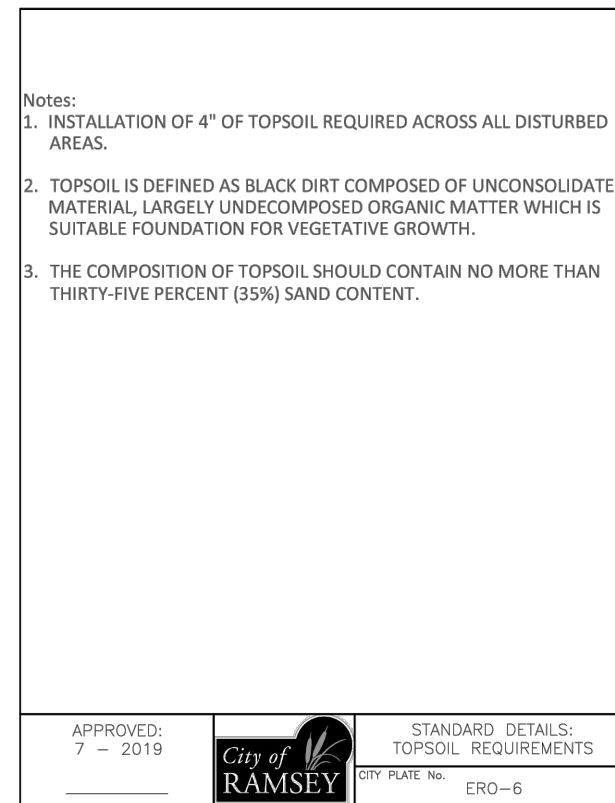 Notes:
1. INSTALLATION OF 4" OF TOPSOIL REQUIRED ACROSS ALL DISTURBED
AREAS.
2. TOPSOIL IS DEFINED AS BLACK DIRT COMPOSED OF UNCONSOLIDATE
MATERIAL, LARGELY UNDECOMPOSED ORGANIC MATTER WHICH IS
SUITABLE FOUNDATION FOR VEGETATIVE GROWTH.
3. THE COMPOSITION OF TOPSOIL SHOULD CONTAIN NO MORE THAN
THIRTY-FIVE PERCENT (35%) SAND CONTENT.
APPROVED:
7 - 2019
City of
RAMSEY
STANDARD DETAILS:
TOPSOIL REQUIREMENTS
CITY PLATE No.
ERO-6